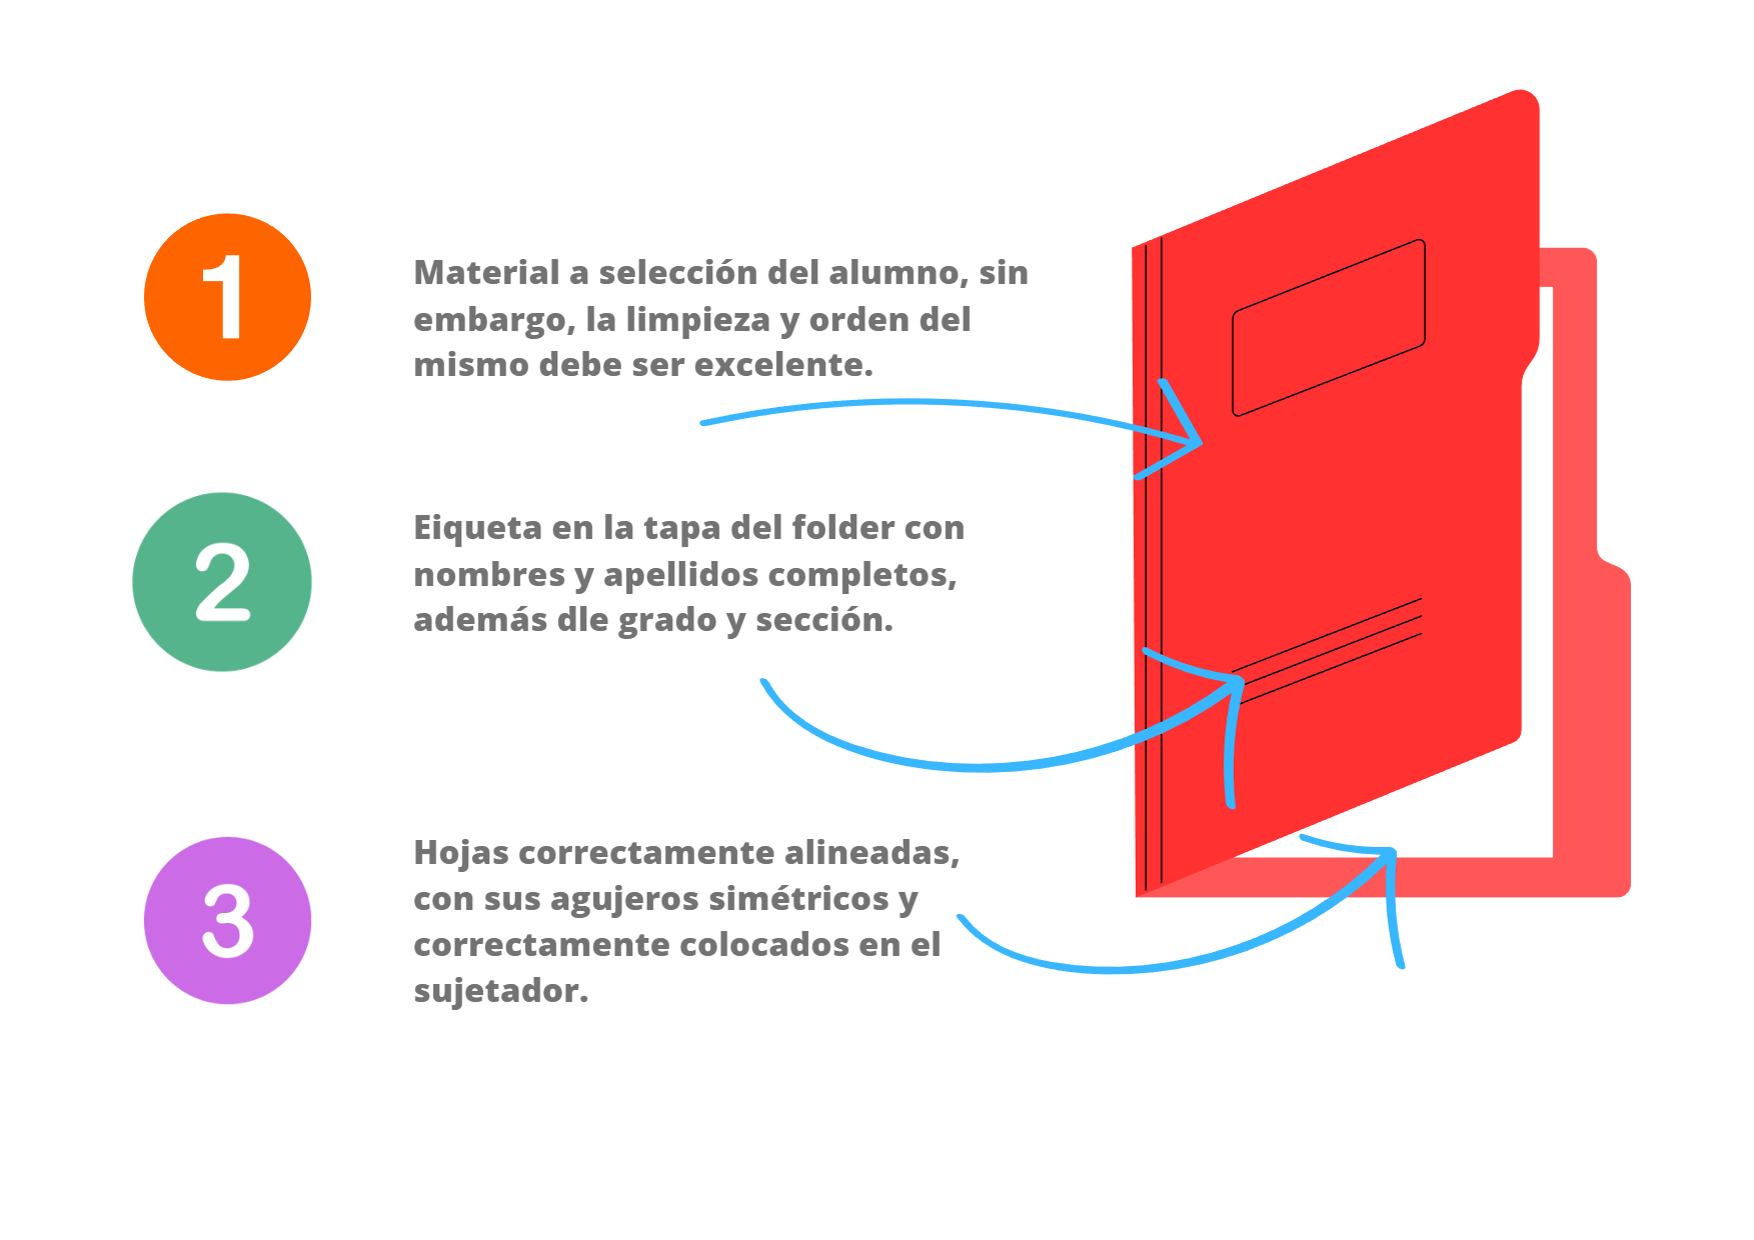 1
Material a selección del alumno, sin
embargo, la limpieza y orden del
mismo debe ser excelente.
2
Eiqueta en la tapa del folder con
nombres y apellidos completos,
además dle grado y sección.
3
Hojas correctamente alineadas,
con sus agujeros simétricos y
correctamente colocados en el
sujetador.